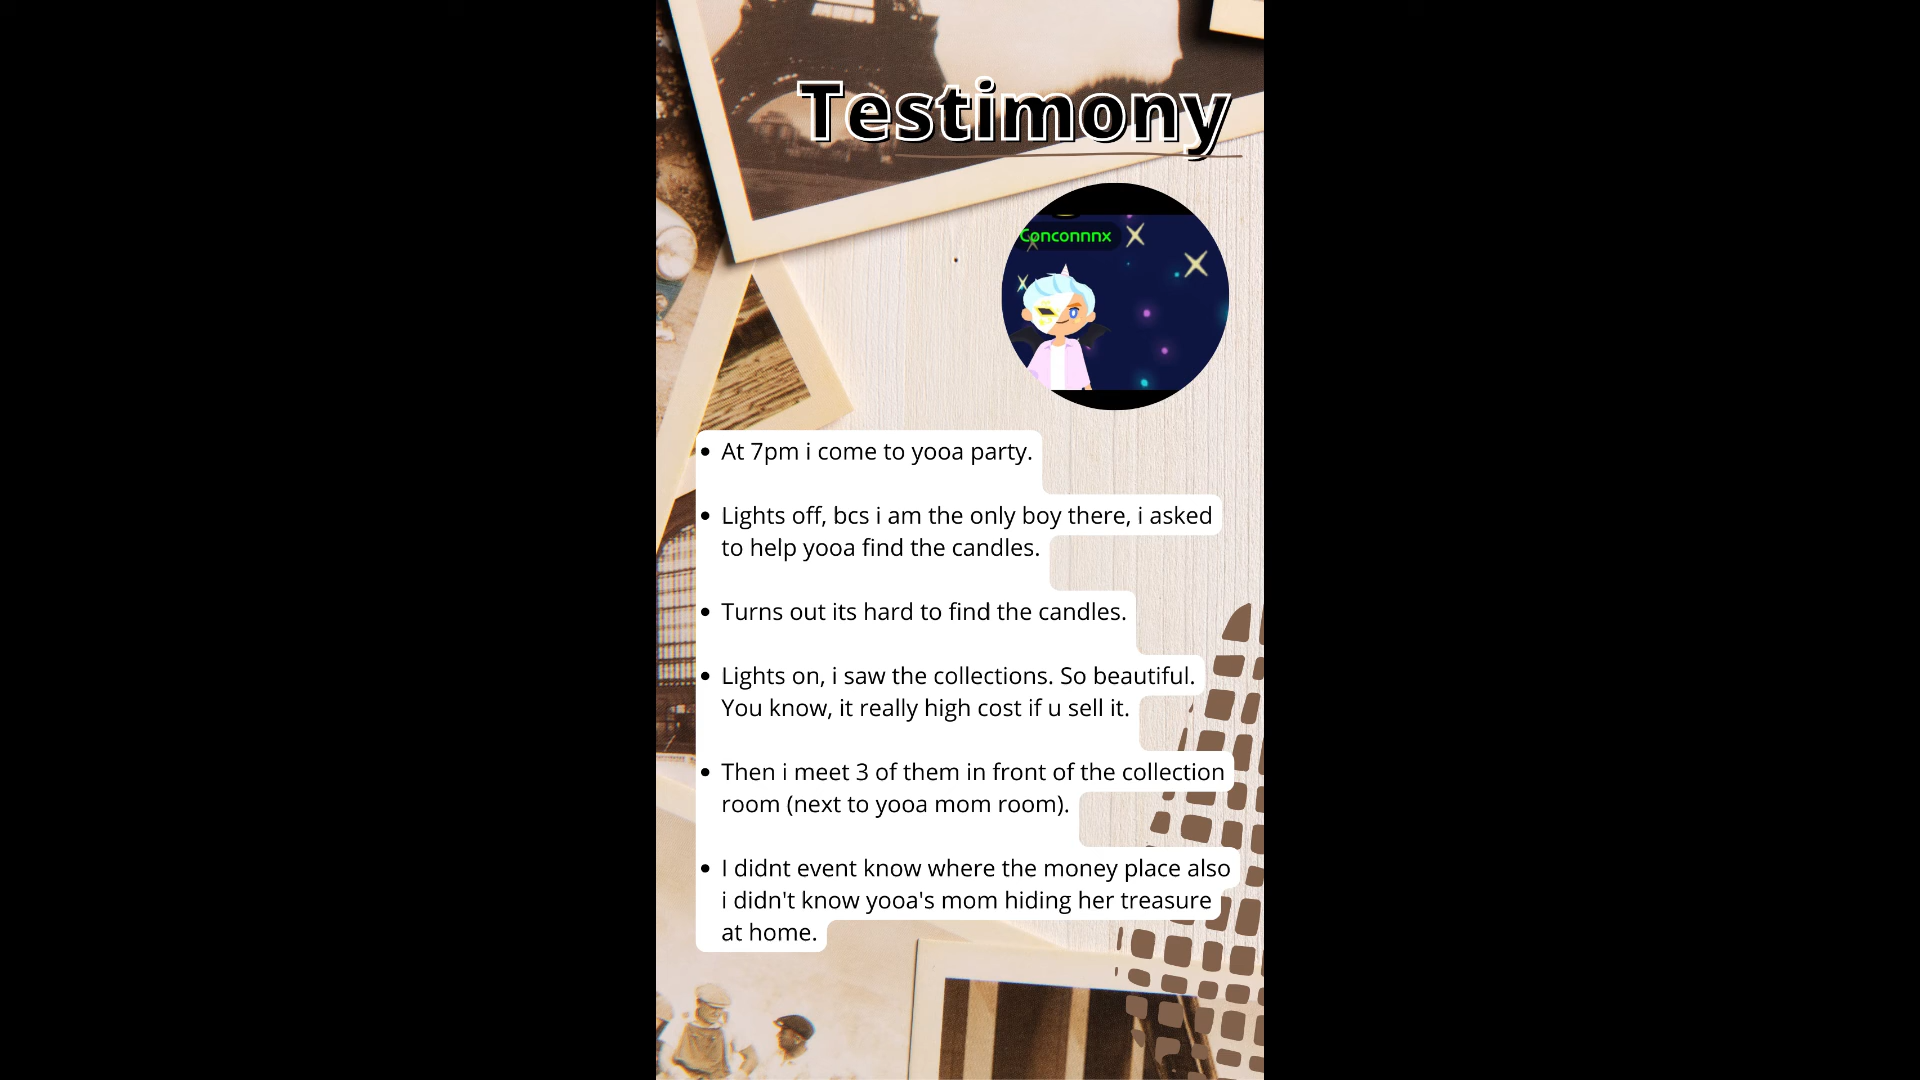 Testimony
Conconnnx
• At 7pm i come to yooa party.
• Lights off, bcs i am the only boy there, i asked
to help yooa find the candles.
• Turns out its hard to find the candles.
• Lights on, i saw the collections. So beautiful.
You know, it really high cost if u sell it.
• Then i meet 3 of them in front of the collection
room (next to yooa mom room).
• I didnt event know where the money place also
i didn't know yooa's mom hiding her treasure
at home.